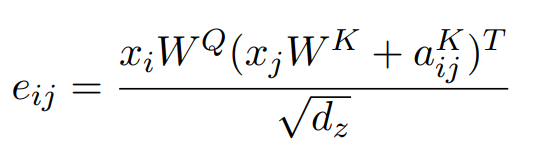 e_{ij} = \frac{x_i W^Q (x_j W^K + a_{ij}^K)^T}{\sqrt{d_z}}